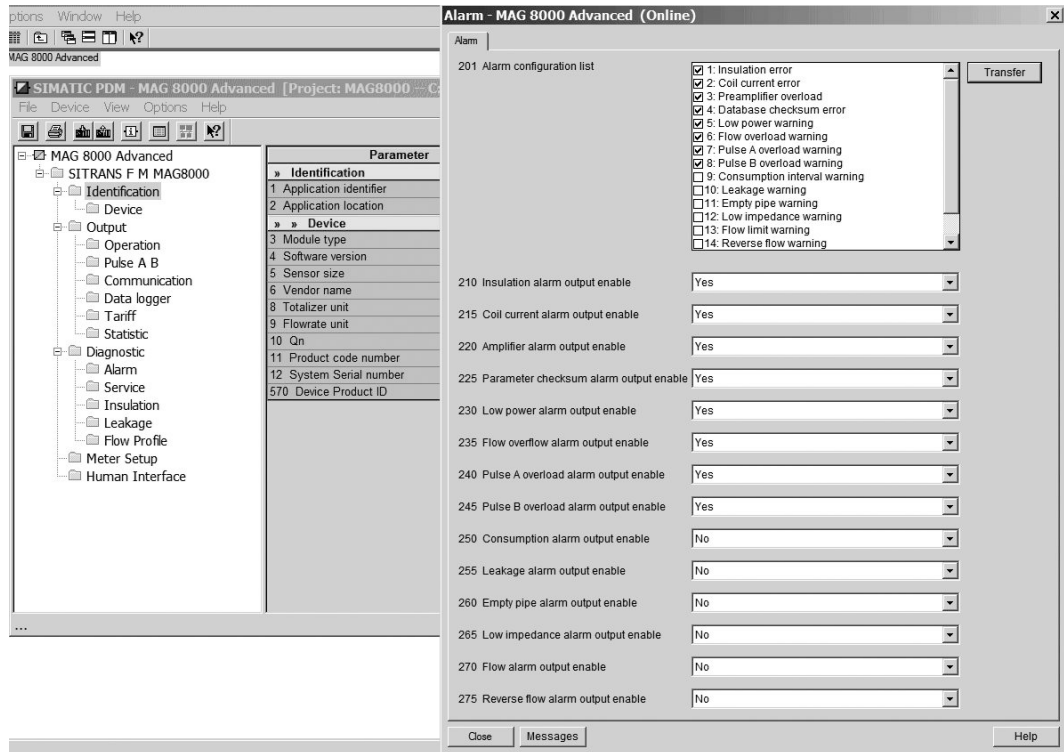 ptions Window Help
MAG 8000 Advanced
SIMATIC PDM - MAG 8000 Advanced [Project: MAG8000 --
File Device View Options Help
MAG 8000 Advanced
SITRANS F M MAG8000
Identification
Device
Output
Operation
Pulse A B
Communication
Data logger
Tariff
Statistic
Diagnostic
Alarm
Service
Insulation
Leakage
Flow Profile
Meter Setup
Human Interface
Parameter
» Identification
1 Application identifier
2 Application location
» » Device
3 Module type
4 Software version
5 Sensor size
6 Vendor name
8 Totalizer unit
9 Flowrate unit
10 Qn
11 Product code number
12 System Serial number
570 Device Product ID
...
Alarm - MAG 8000 Advanced (Online)
Alarm
201 Alarm configuration list
1: Insulation error
2: Coil current error
3: Preamplifier overload
4: Database checksum error
5: Low power warning
6: Flow overload warning
7: Pulse A overload warning
8: Pulse B overload warning
9: Consumption interval warning
10: Leakage warning
11: Empty pipe warning
12: Low impedance warning
13: Flow limit warning
14: Reverse flow warning
Transfer
210 Insulation alarm output enable Yes
215 Coil current alarm output enable Yes
220 Amplifier alarm output enable Yes
225 Parameter checksum alarm output enable Yes
230 Low power alarm output enable Yes
235 Flow overflow alarm output enable Yes
240 Pulse A overload alarm output enable Yes
245 Pulse B overload alarm output enable Yes
250 Consumption alarm output enable No
255 Leakage alarm output enable No
260 Empty pipe alarm output enable No
265 Low impedance alarm output enable No
270 Flow alarm output enable No
275 Reverse flow alarm output enable No
Close Messages Help